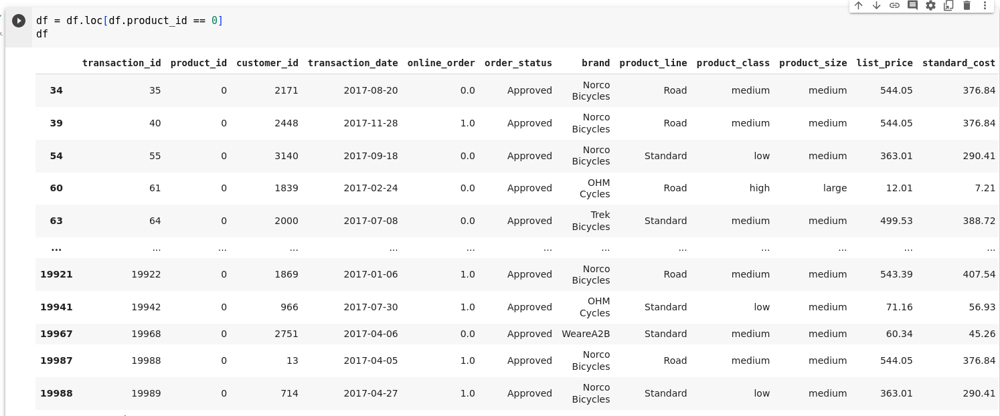 df = df.loc[df.product_id == 0]
df
transaction_id product_id customer_id transaction_date online_order order_status brand product_line product_class product_size list_price standard_cost
34 35 0 2171 2017-08-20 0.0 Approved Norco Bicycles Road medium medium 544.05 376.84
39 40 0 2448 2017-11-28 1.0 Approved Norco Bicycles Road medium medium 544.05 376.84
54 55 0 3140 2017-09-18 0.0 Approved Norco Bicycles Standard low medium 363.01 290.41
60 61 0 1839 2017-02-24 0.0 Approved OHM Cycles Road high large 12.01 7.21
63 64 0 2000 2017-07-08 0.0 Approved Trek Bicycles Standard medium medium 499.53 388.72
... ... ... ... ... ... ... ... ... ... ... ... ...
19921 19922 0 1869 2017-01-06 1.0 Approved Norco Bicycles Road medium medium 543.39 407.54
19941 19942 0 966 2017-07-30 1.0 Approved OHM Cycles Standard low medium 71.16 56.93
19967 19968 0 2751 2017-04-06 0.0 Approved WeareA2B Standard medium medium 60.34 45.26
19987 19988 0 13 2017-04-05 1.0 Approved Norco Bicycles Road medium medium 544.05 376.84
19988 19989 0 714 2017-04-27 1.0 Approved Norco Bicycles Standard low medium 363.01 290.41